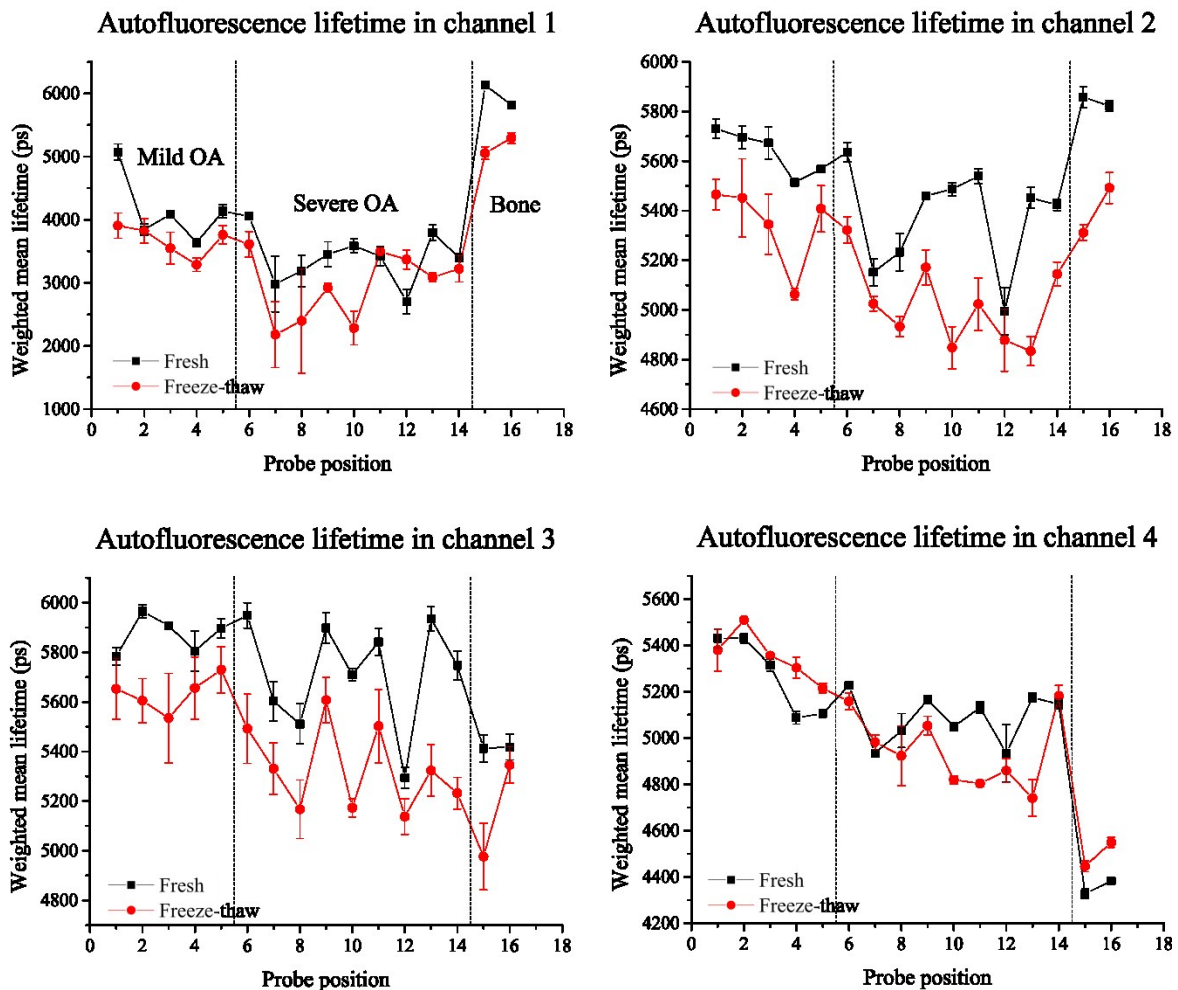 Autofluorescence lifetime in channel 1
Weighted mean lifetime (ps)
6000
5000
4000
3000
2000
1000
Mild OA
Severe OA
Bone
Fresh
Freeze-thaw
0 2 4 6 8 10 12 14 16 18
Probe position
Autofluorescence lifetime in channel 2
Weighted mean lifetime (ps)
6000
5800
5600
5400
5200
5000
4800
4600
Fresh
Freeze-thaw
0 2 4 6 8 10 12 14 16 18
Probe position
Autofluorescence lifetime in channel 3
Weighted mean lifetime (ps)
6000
5800
5600
5400
5200
5000
4800
Fresh
Freeze-thaw
0 2 4 6 8 10 12 14 16 18
Probe position
Autofluorescence lifetime in channel 4
Weighted mean lifetime (ps)
5600
5400
5200
5000
4800
4600
4400
4200
Fresh
Freeze-thaw
0 2 4 6 8 10 12 14 16 18
Probe position